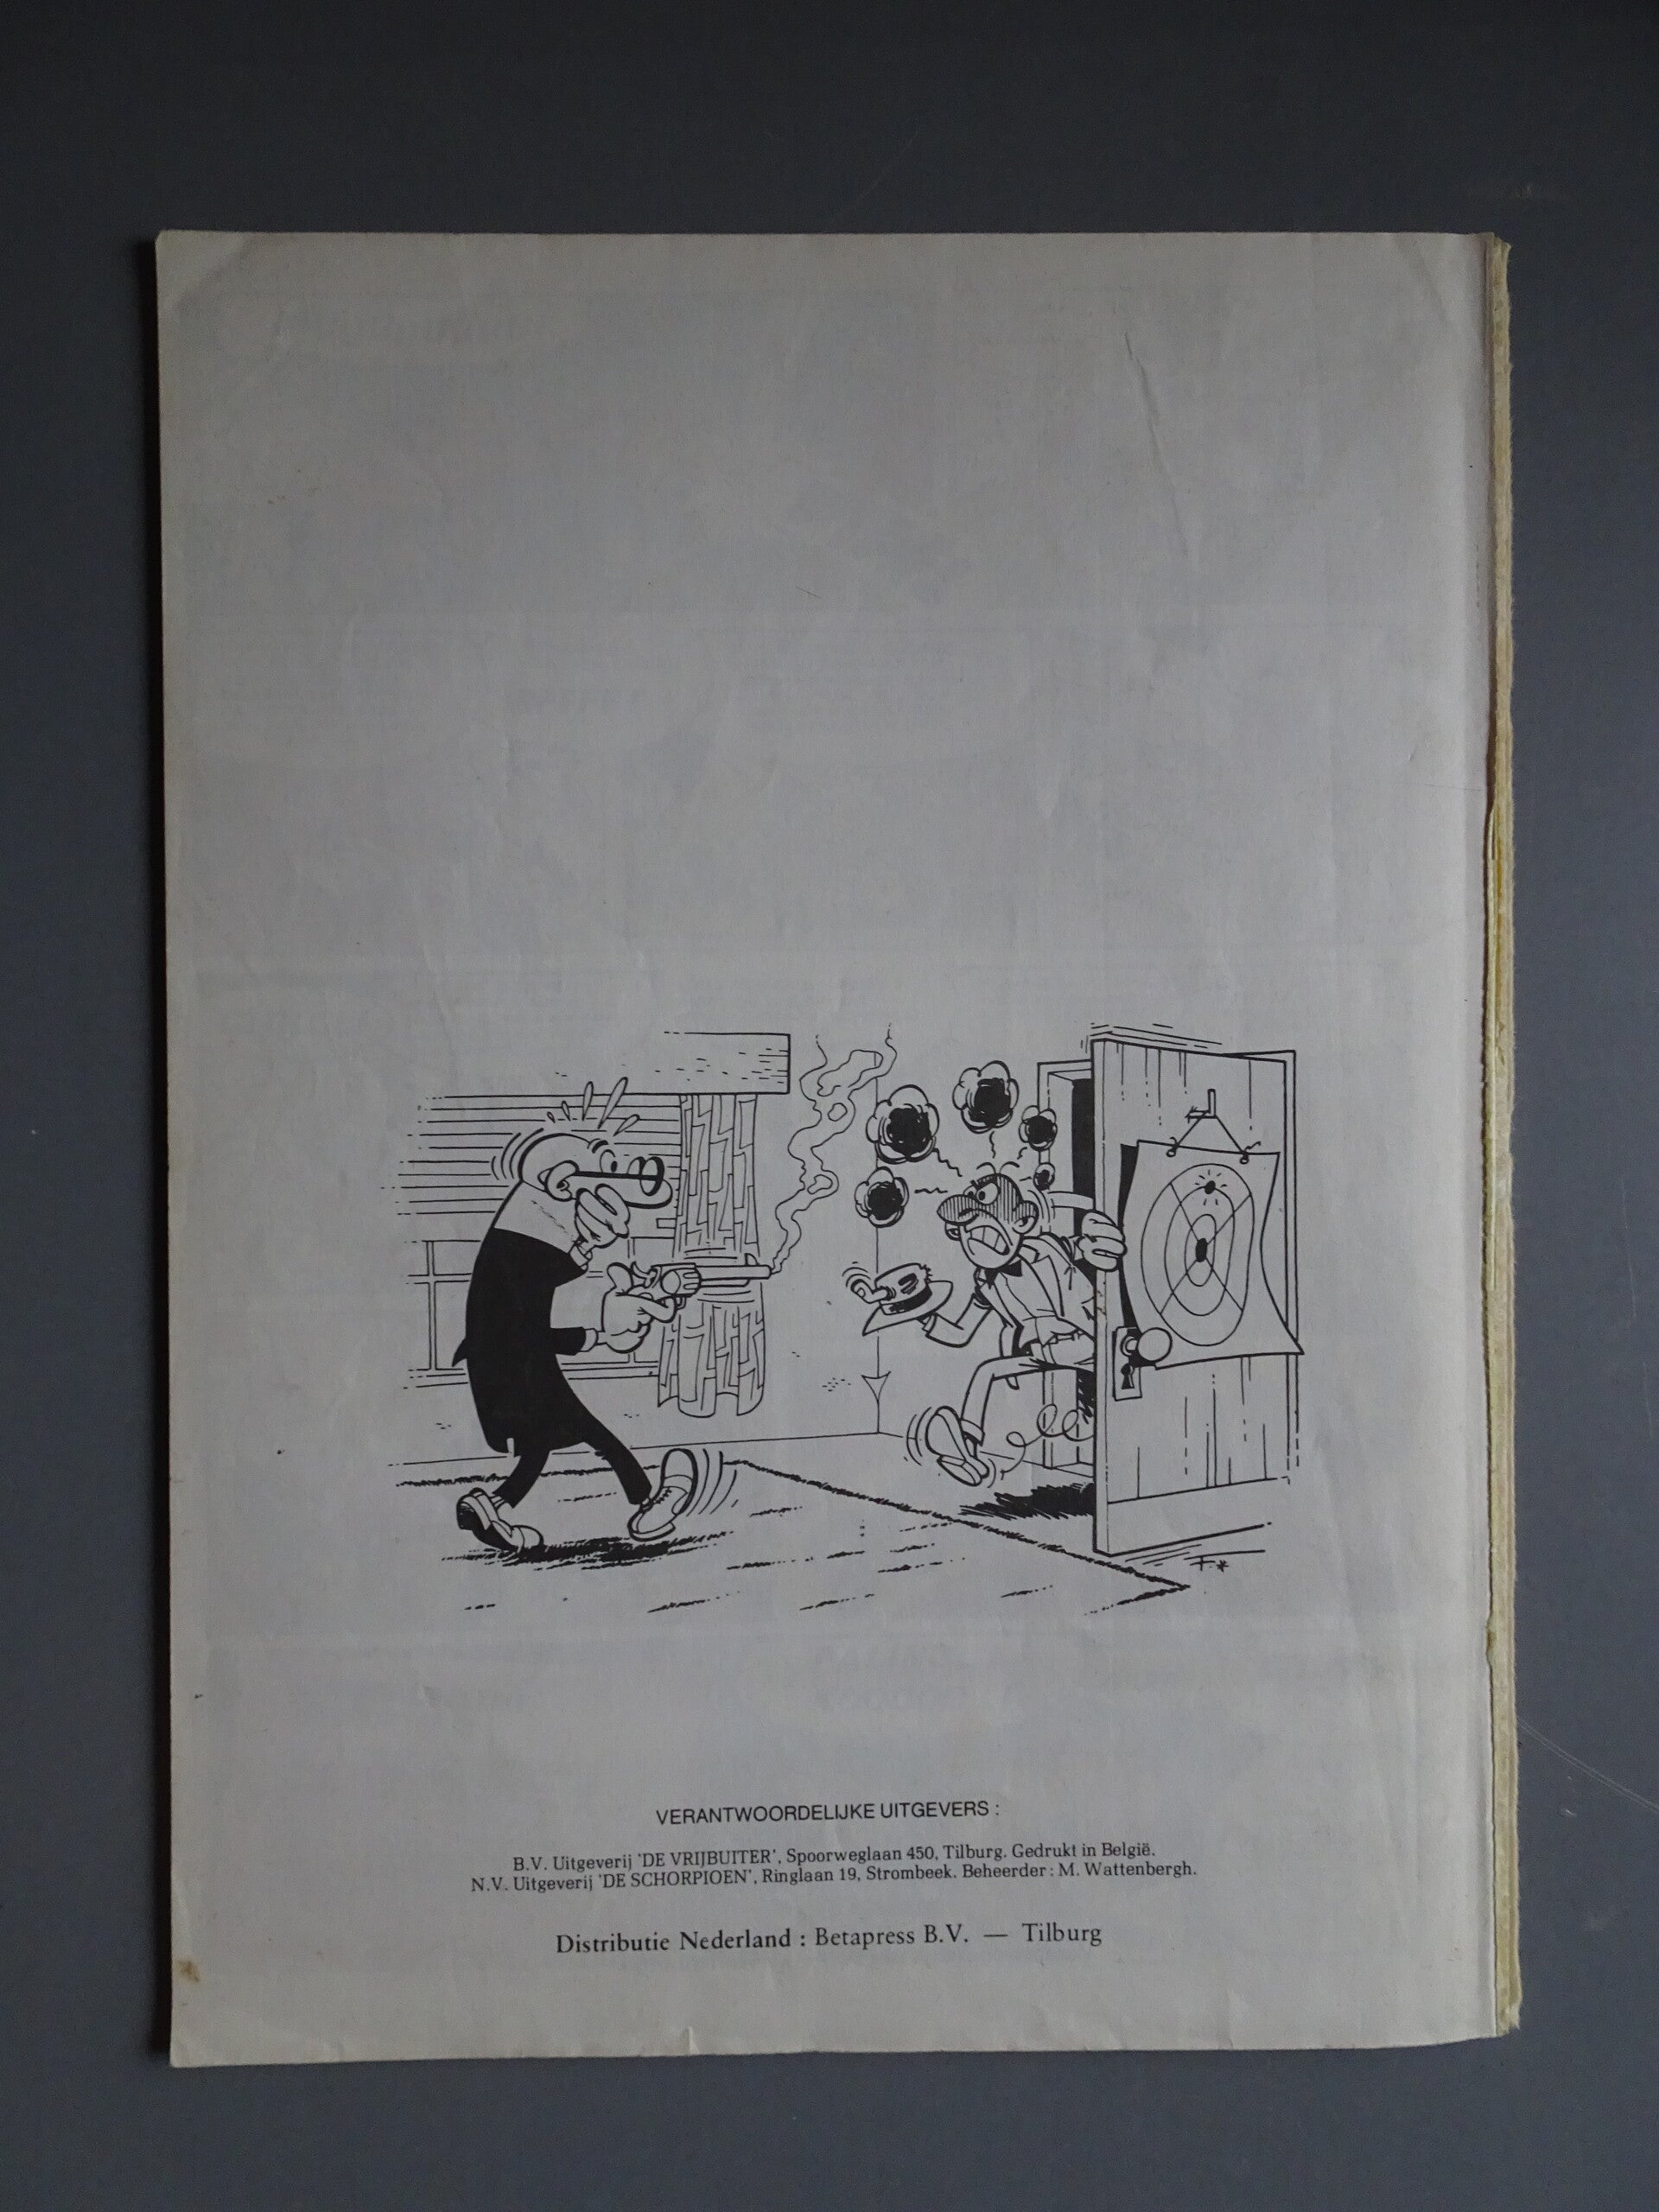 VERANTWOORDELIJKE UITGEVERS :
B.V. Uitgeverij 'DE VRIJBUITER', Spoorweglaan 450, Tilburg. Gedrukt in België.
N.V. Uitgeverij 'DE SCHORPIOEN', Ringlaan 19, Strombeek. Beheerder : M. Wattenbergh.
Distributie Nederland : Betapress B.V. — Tilburg